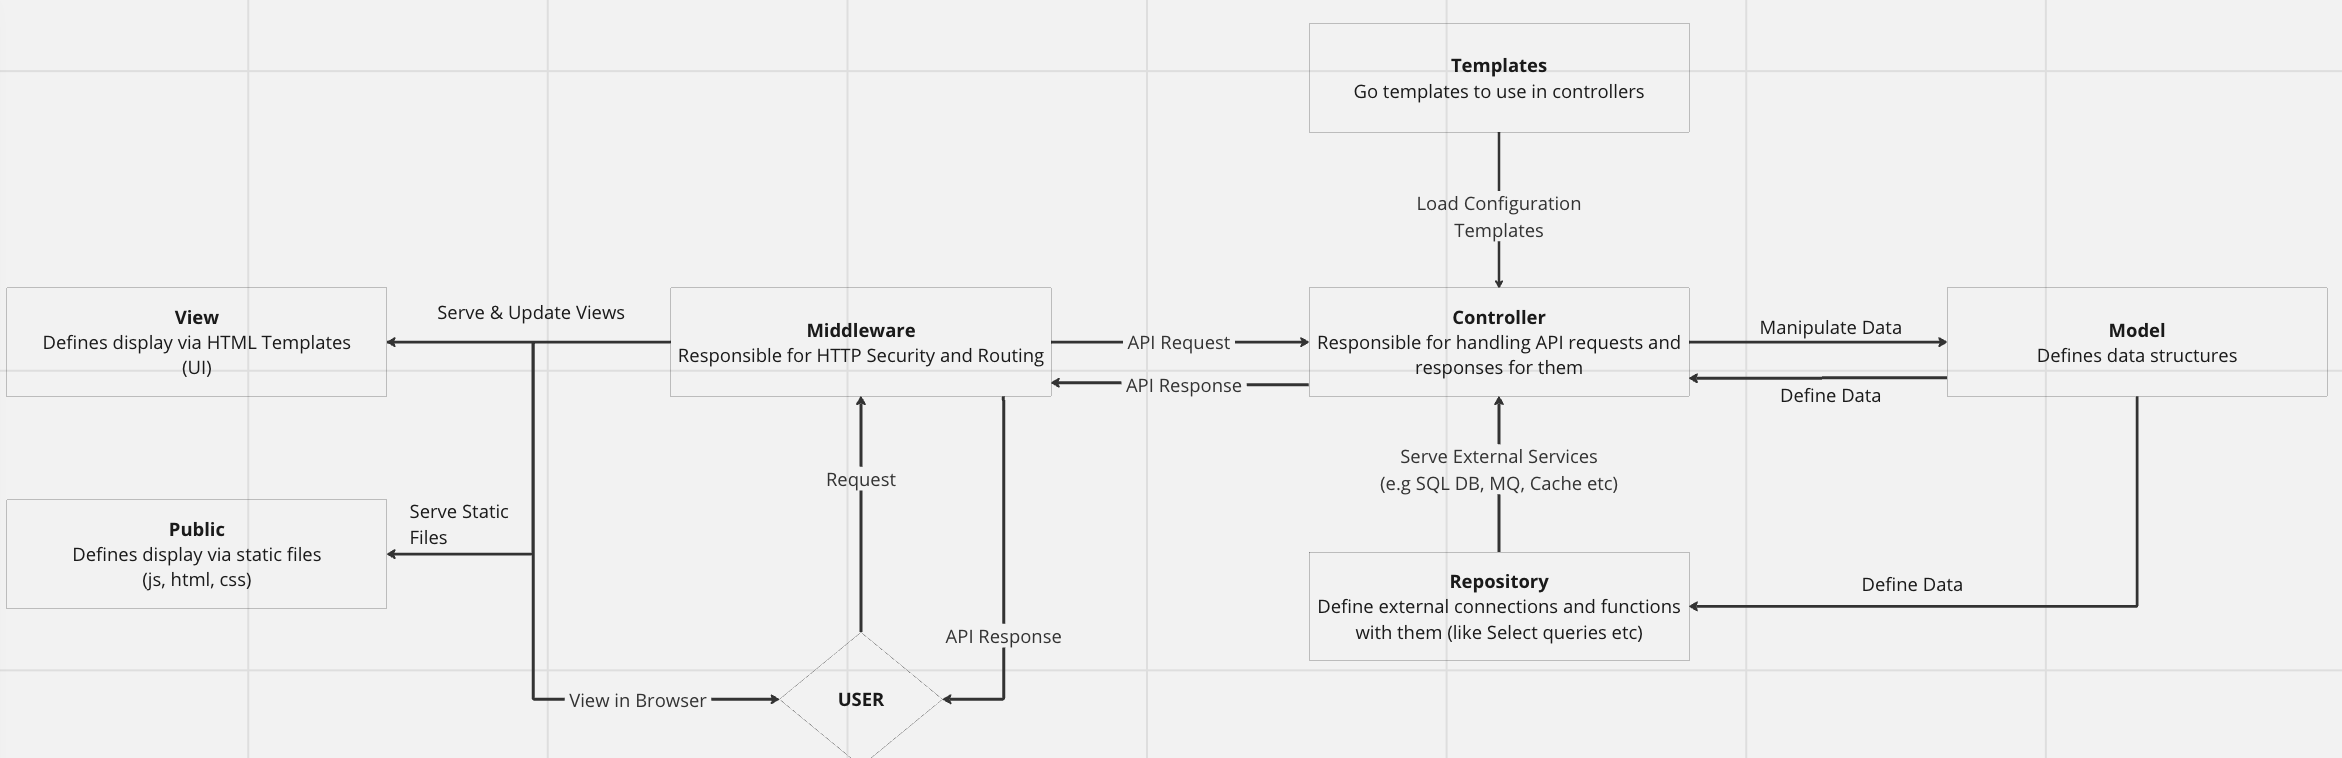 Templates
Go templates to use in controllers
Load Configuration
Templates
View
Defines display via HTML Templates
(UI)
Serve & Update Views
Middleware
Responsible for HTTP Security and Routing
API Request
API Response
Controller
Responsible for handling API requests and
responses for them
Manipulate Data
Define Data
Model
Defines data structures
Request
Serve External Services
(e.g SQL DB, MQ, Cache etc)
Public
Defines display via static files
(js, html, css)
Serve Static
Files
API Response
Repository
Define external connections and functions
with them (like Select queries etc)
Define Data
View in Browser
USER